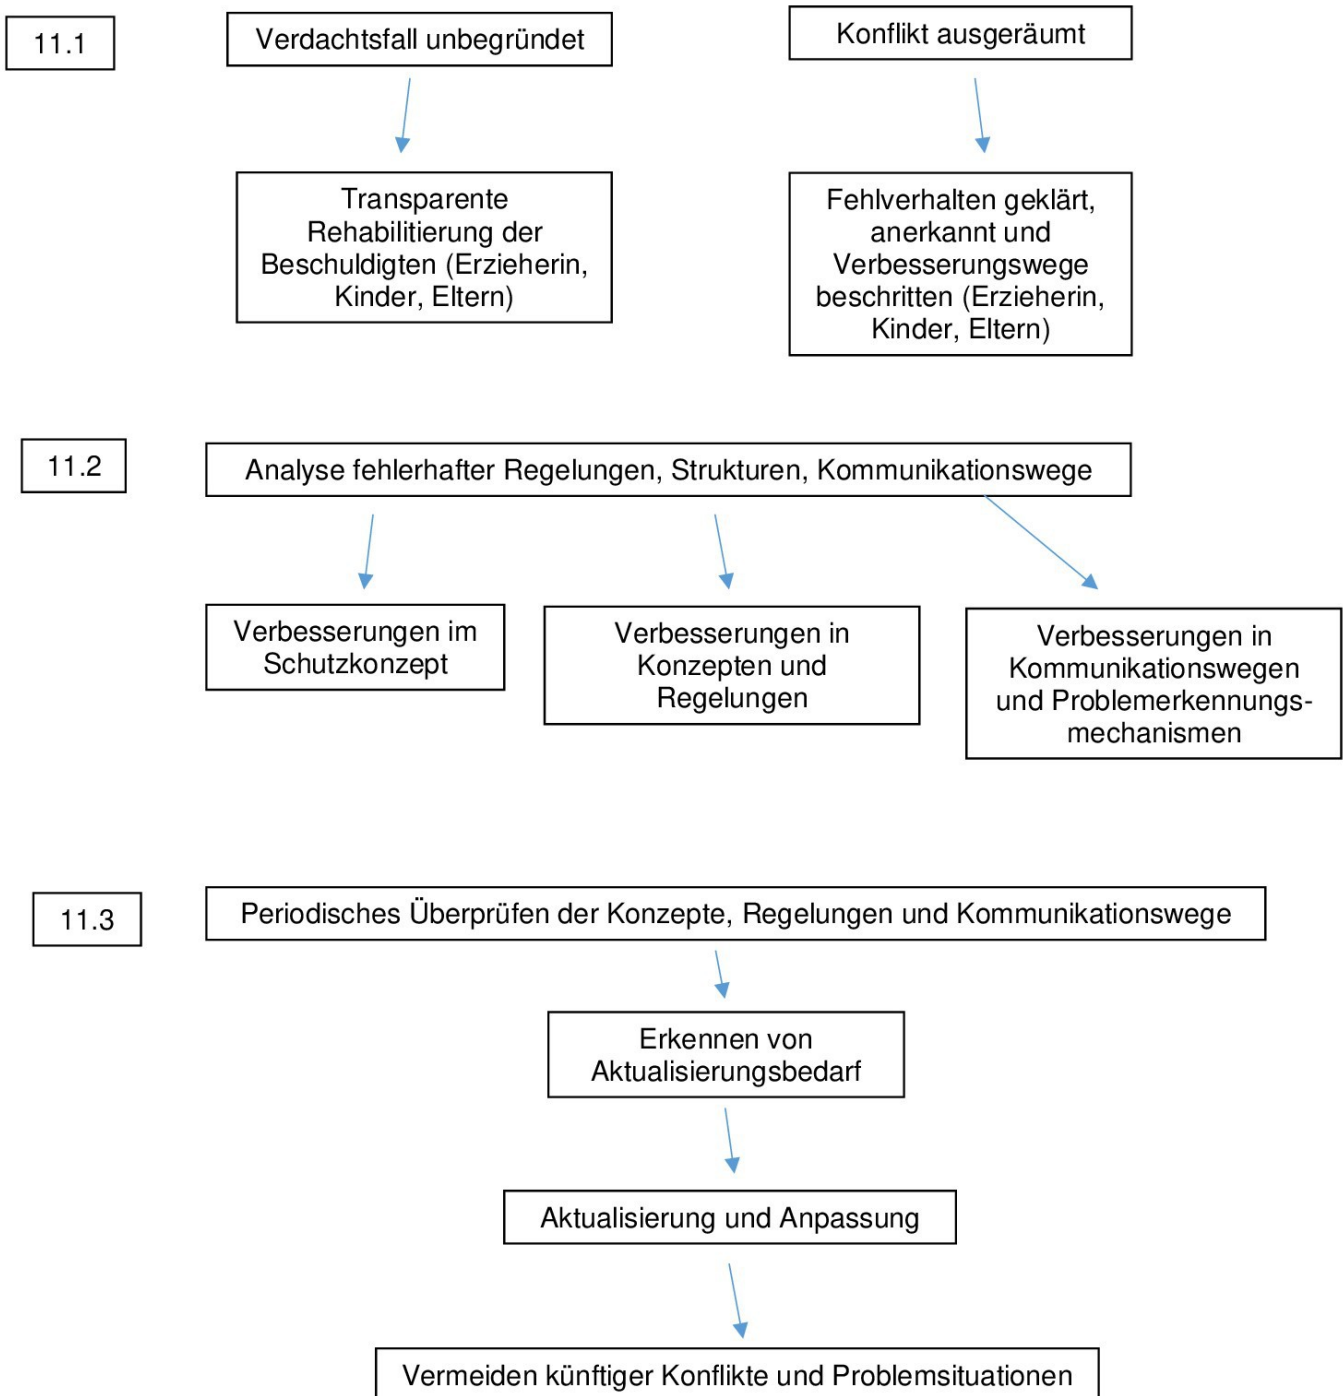 11.1
Verdachtsfall unbegründet
Konflikt ausgeräumt
Transparente
Rehabilitierung der
Beschuldigten (Erzieherin,
Kinder, Eltern)
Fehlverhalten geklärt,
anerkannt und
Verbesserungswege
beschritten (Erzieherin,
Kinder, Eltern)
11.2
Analyse fehlerhafter Regelungen, Strukturen, Kommunikationswege
Verbesserungen im
Schutzkonzept
Verbesserungen in
Konzepten und
Regelungen
Verbesserungen in
Kommunikationswegen
und Problemerkennungs-
mechanismen
11.3
Periodisches Überprüfen der Konzepte, Regelungen und Kommunikationswege
Erkennen von
Aktualisierungsbedarf
Aktualisierung und Anpassung
Vermeiden künftiger Konflikte und Problemsituationen